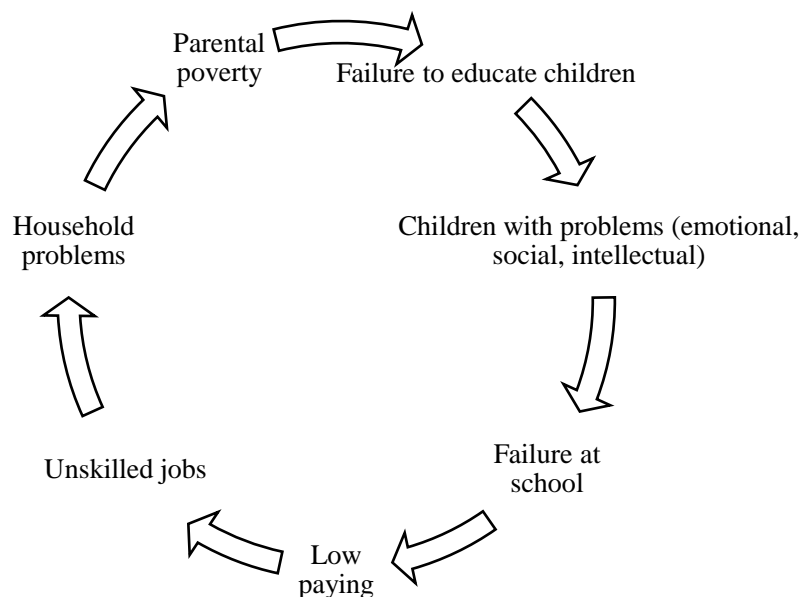 Parental
poverty
Failure to educate children
Children with problems (emotional,
social, intellectual)
Failure at
school
Low
paying
Unskilled jobs
Household
problems